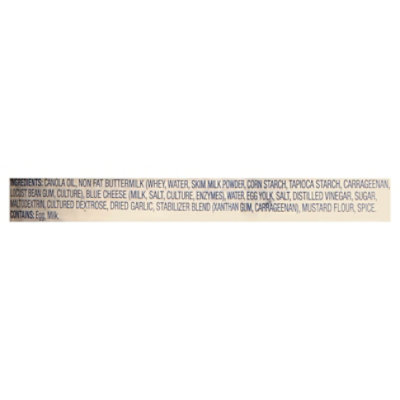 INGREDIENTS: CANOLA OIL, NON FAT BUTTERMILK (WHEY, WATER, SKIM MILK POWDER, CORN STARCH, TAPIOCA STARCH, CARRAGEENAN,
LOCUST BEAN GUM, CULTURE), BLUE CHEESE (MILK, SALT, CULTURE, ENZYMES), WATER, EGG YOLK, SALT, DISTILLED VINEGAR, SUGAR,
MALTODEXTRIN, CULTURED DEXTROSE, DRIED GARLIC, STABILIZER BLEND (XANTHAN GUM, CARRAGEENAN), MUSTARD FLOUR, SPICE.
CONTAINS: Egg, Milk.